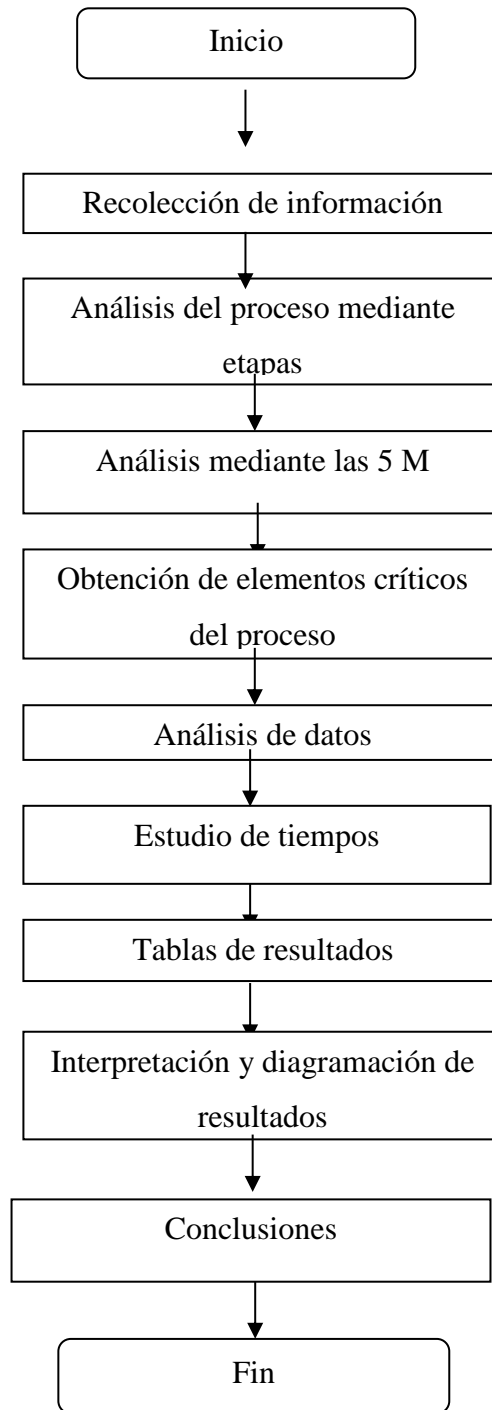 Inicio
Recolección de información
Análisis del proceso mediante
etapas
Análisis mediante las 5 M
Obtención de elementos críticos
del proceso
Análisis de datos
Estudio de tiempos
Tablas de resultados
Interpretación y diagramación de
resultados
Conclusiones
Fin